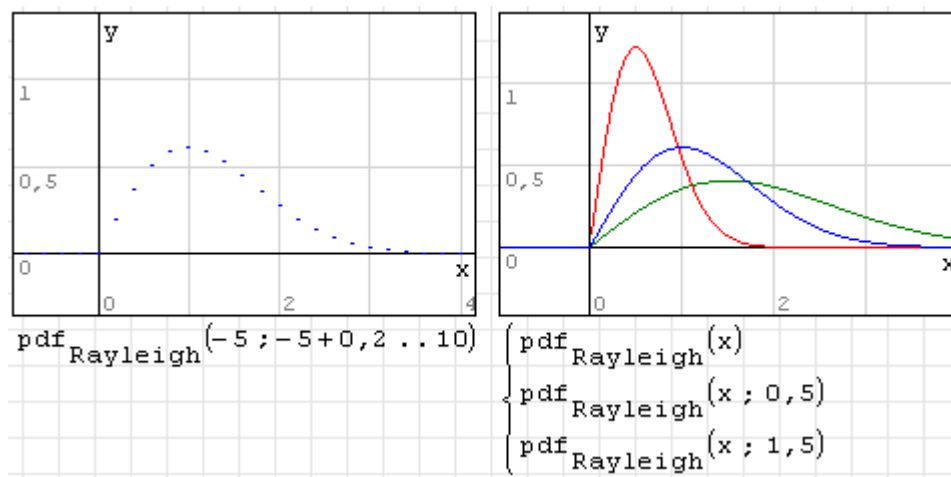 y
1
0,5
0
x
0
2
4
pdf Rayleigh(-5 ; -5+0,2 .. 10)
y
1
0,5
0
x
0
2
pdf Rayleigh(x)
pdf Rayleigh(x ; 0,5)
pdf Rayleigh(x ; 1,5)